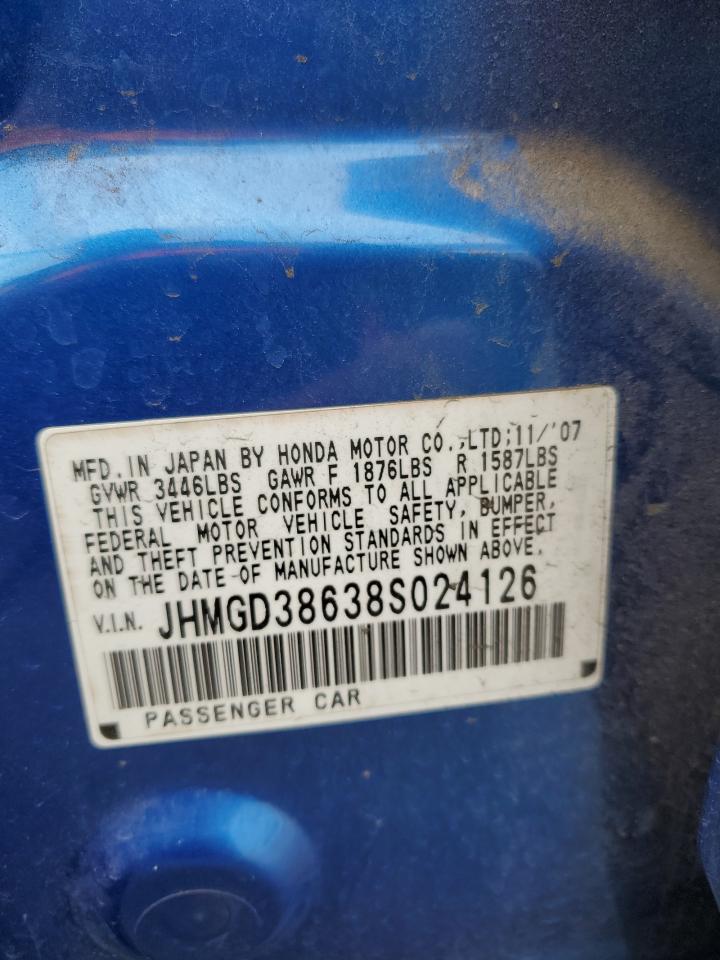 MFD. IN JAPAN BY HONDA MOTOR CO.,LTD;11/'07
GVWR 3446LBS GAWR F 1876LBS R 1587LBS
THIS VEHICLE CONFORMS TO ALL APPLICABLE
FEDERAL MOTOR VEHICLE SAFETY, BUMPER,
AND THEFT PREVENTION STANDARDS IN EFFECT
ON THE DATE OF MANUFACTURE SHOWN ABOVE.
V.I.N. JHMGD38638S024126
PASSENGER CAR